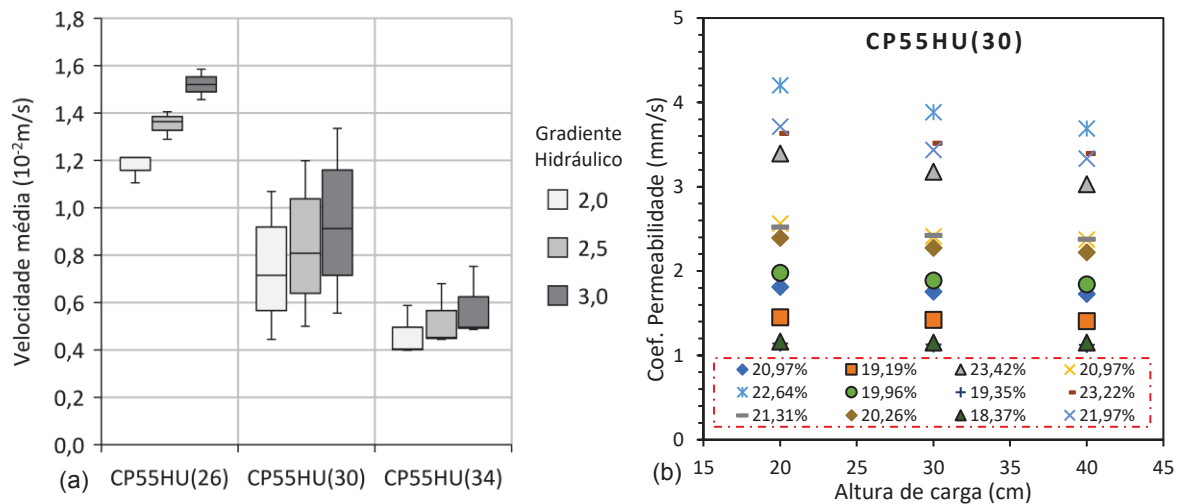 Velocidade média (10⁻²m/s)
1,8
1,6
1,4
1,2
1,0
0,8
0,6
0,4
0,2
0,0
CP55HU(26)
CP55HU(30)
CP55HU(34)
(a)
Gradiente
Hidráulico
2,0
2,5
3,0
CP55HU(30)
Coef. Permeabilidade (mm/s)
5
4
3
2
1
0
20,97% 19,19% 23,42% 20,97%
22,64% 19,96% 19,35% 23,22%
21,31% 20,26% 18,37% 21,97%
15 20 25 30 35 40 45
Altura de carga (cm)
(b)